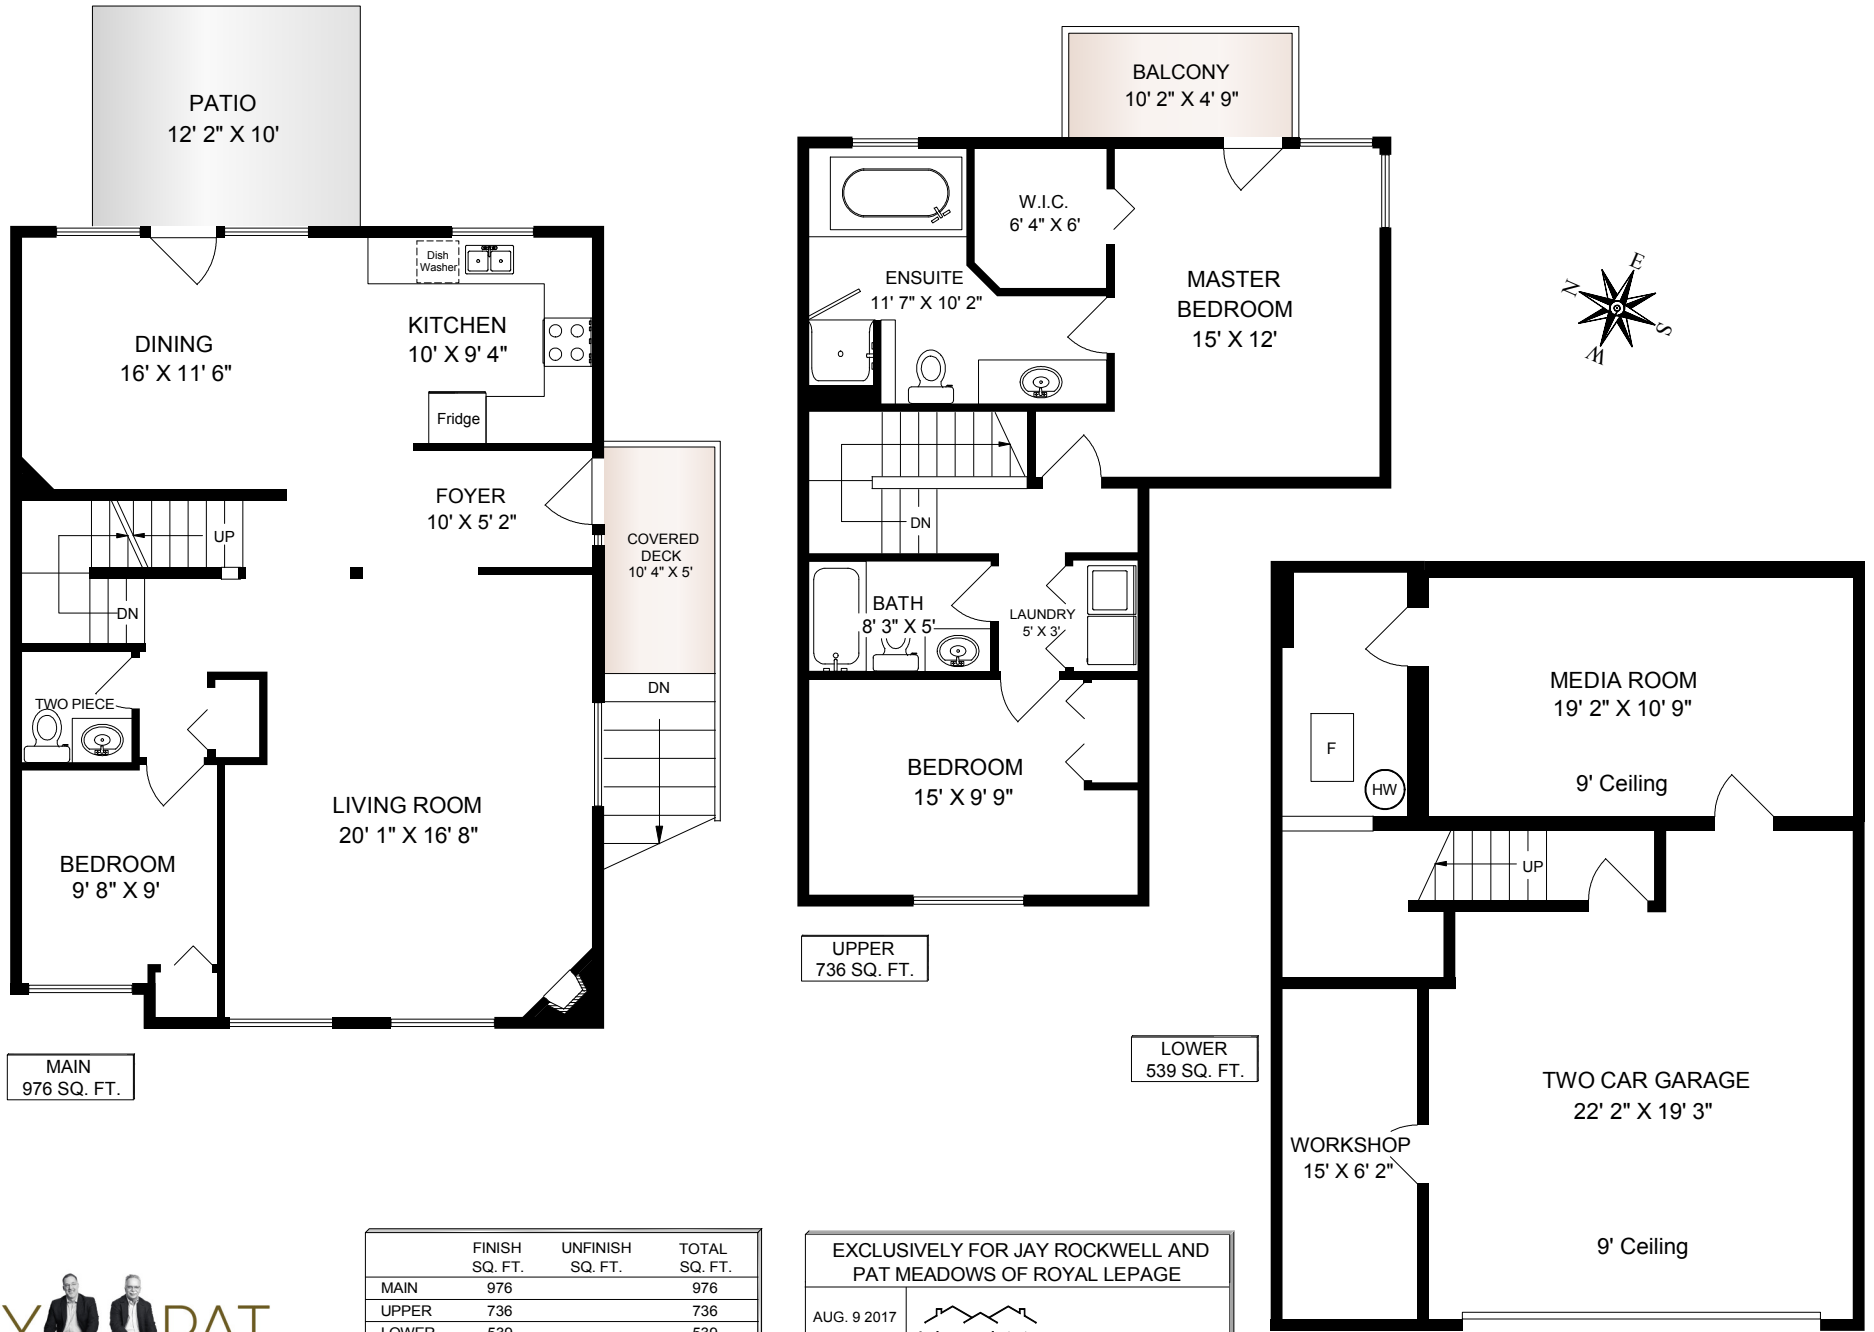 PATIO
12' 2" X 10'
DINING
16' X 11' 6"
Dish
Washer
KITCHEN
10' X 9' 4"
Fridge
FOYER
10' X 5' 2"
UP
DN
COVERED
DECK
10' 4" X 5'
DN
TWO PIECE
LIVING ROOM
20' 1" X 16' 8"
BEDROOM
9' 8" X 9'
MAIN
976 SQ. FT.
BALCONY
10' 2" X 4' 9"
W.I.C.
6' 4" X 6'
ENSUITE
11' 7" X 10' 2"
MASTER
BEDROOM
15' X 12'
DN
BATH
8' 3" X 5'
LAUNDRY
5' X 3'
BEDROOM
15' X 9' 9"
UPPER
736 SQ. FT.
E
N
S
W
MEDIA ROOM
19' 2" X 10' 9"
9' Ceiling
F
HW
UP
LOWER
539 SQ. FT.
TWO CAR GARAGE
22' 2" X 19' 3"
WORKSHOP
15' X 6' 2"
9' Ceiling
FINISH UNFINISH TOTAL
SQ. FT. SQ. FT. SQ. FT.
MAIN 976 976
UPPER 736 736
LOWER 539 539
EXCLUSIVELY FOR JAY ROCKWELL AND
PAT MEADOWS OF ROYAL LEPAGE
AUG. 9 2017
Y PAT